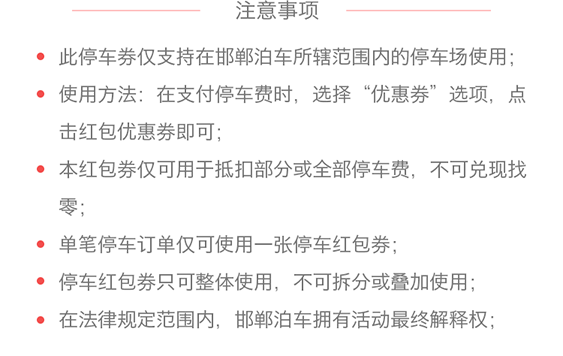 注意事项
此停车券仅支持在邯郸泊车所辖范围内的停车场使用；
使用方法：在支付停车费时，选择“优惠券”选项，点
击红包优惠券即可；
本红包券仅可用于抵扣部分或全部停车费，不可兑现找
零；
单笔停车订单仅可使用一张停车红包券；
停车红包券只可整体使用，不可拆分或叠加使用；
在法律规定范围内，邯郸泊车拥有活动最终解释权；